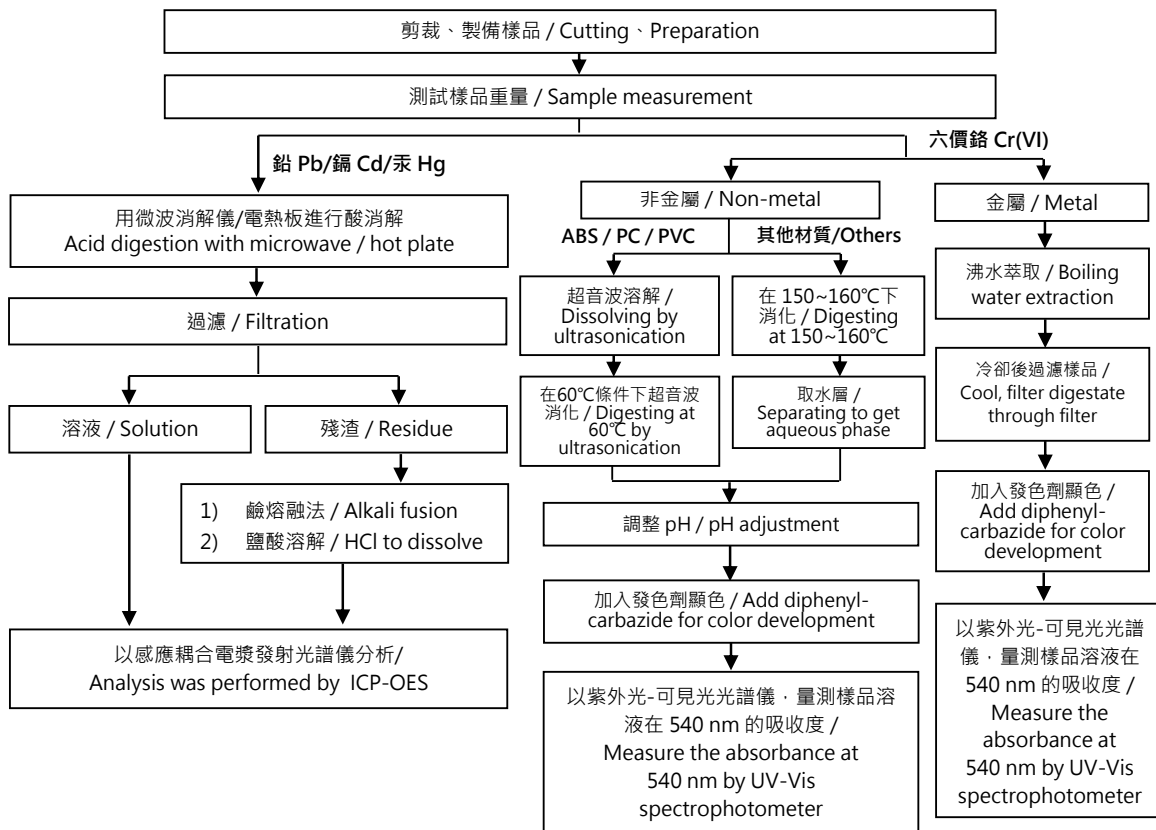 剪裁、製備樣品 / Cutting、Preparation
測試樣品重量 / Sample measurement
鉛 Pb/鎘 Cd/汞 Hg
六價鉻 Cr(VI)
用微波消解儀/電熱板進行酸消解
Acid digestion with microwave / hot plate
過濾 / Filtration
溶液 / Solution
殘渣 / Residue
1) 鹼熔融法 / Alkali fusion
2) 鹽酸溶解 / HCl to dissolve
以感應耦合電漿發射光譜儀分析/
Analysis was performed by ICP-OES
非金屬 / Non-metal
ABS / PC / PVC
其他材質/Others
超音波溶解 /
Dissolving by
ultrasonication
在60℃條件下超音波
消化 / Digesting at
60℃ by
ultrasonication
在 150~160℃下
消化 / Digesting
at 150~160℃
取水層 /
Separating to get
aqueous phase
調整 pH / pH adjustment
加入發色劑顯色 / Add diphenyl-
carbazide for color development
以紫外光-可見光光譜儀，量測樣品溶
液在 540 nm 的吸收度 /
Measure the absorbance at
540 nm by UV-Vis
spectrophotometer
金屬 / Metal
沸水萃取 / Boiling
water extraction
冷卻後過濾樣品 /
Cool, filter digestate
through filter
加入發色劑顯色 /
Add diphenyl-
carbazide for color
development
以紫外光-可見光光譜
儀，量測樣品溶液在
540 nm 的吸收度 /
Measure the
absorbance at
540 nm by UV-Vis
spectrophotometer